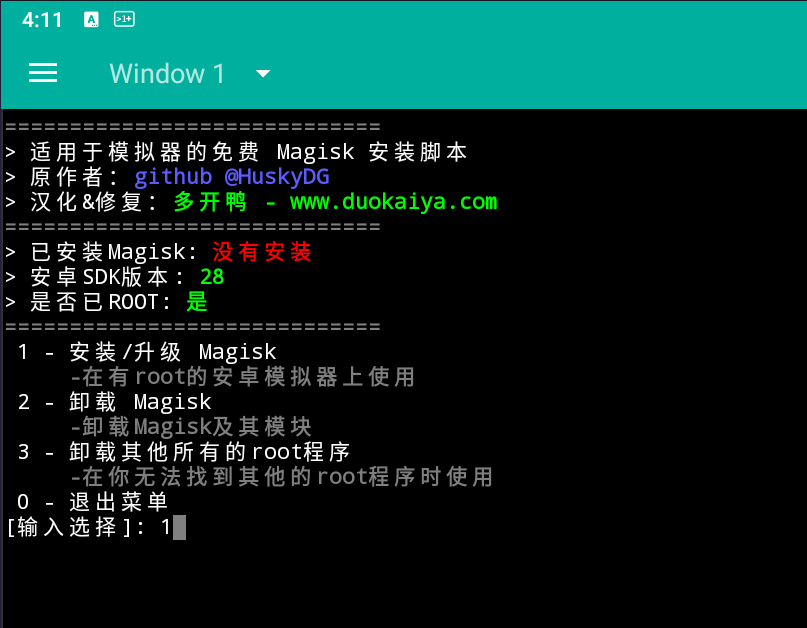 4:11
Window 1
=============================
> 适用于模拟器的免费 Magisk 安装脚本
> 原作者: github @HuskyDG
> 汉化&修复: 多开鸭 - www.duokaiya.com
=============================
> 已安装Magisk: 没有安装
> 安卓SDK版本: 28
> 是否已ROOT: 是
=============================
1 - 安装/升级 Magisk
-在有root的安卓模拟器上使用
2 - 卸载 Magisk
-卸载Magisk及其模块
3 - 卸载其他所有的root程序
-在你无法找到其他的root程序时使用
0 - 退出菜单
[输入选择]: 1